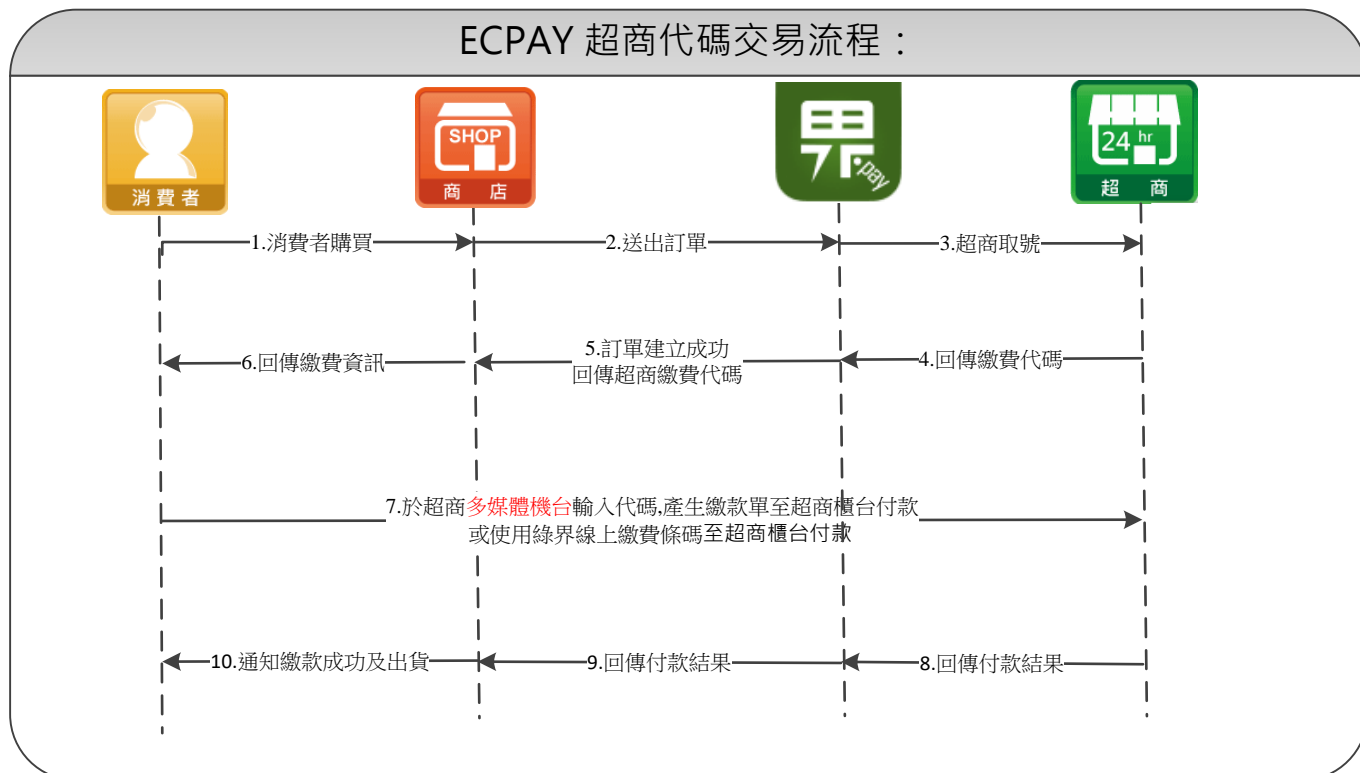 ECPAY 超商代碼交易流程：
消費者
SHOP
商店
界
pay
24 hr
超商
1.消費者購買
2.送出訂單
3.超商取號
6.回傳繳費資訊
5.訂單建立成功
回傳超商繳費代碼
4.回傳繳費代碼
7.於超商多媒體機台輸入代碼,產生繳款單至超商櫃台付款
或使用綠界線上繳費條碼至超商櫃台付款
10.通知繳款成功及出貨
9.回傳付款結果
8.回傳付款結果